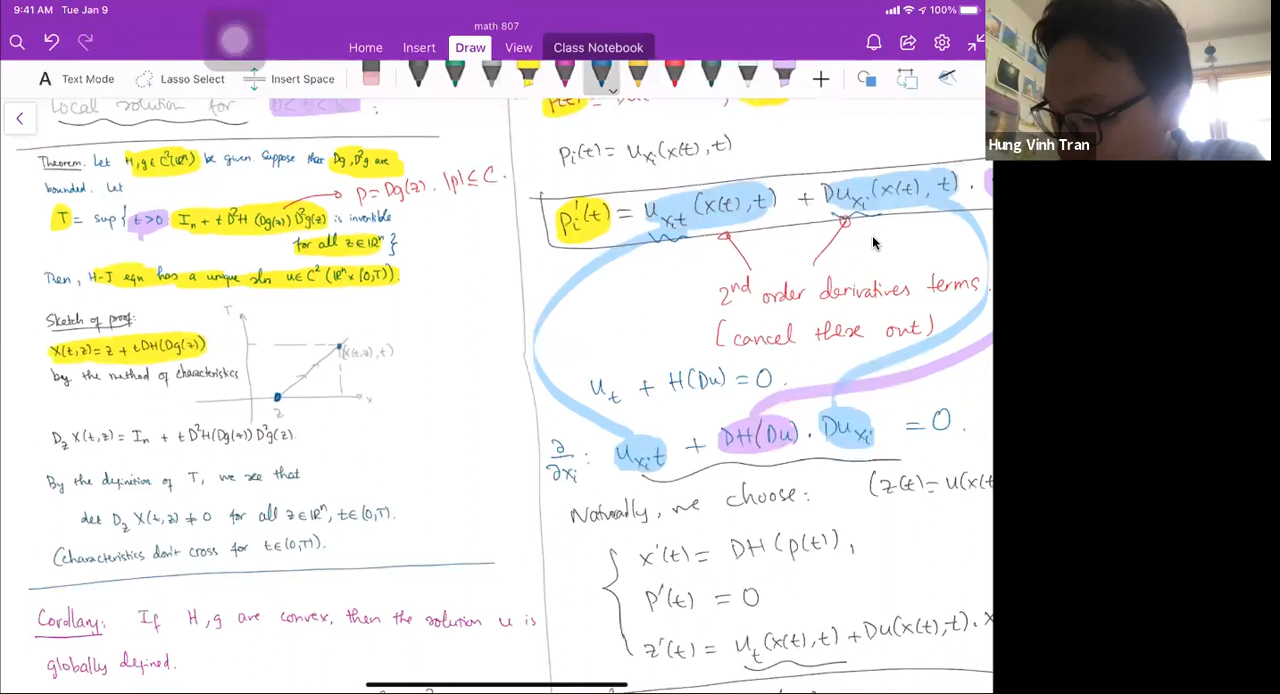 9:41 AM Tue Jan 9
100%
math 807
Home Insert Draw View Class Notebook
Text Mode Lasso Select Insert Space
Hung Vinh Tran
Local solution for :
Theorem. Let H, g ∈ C²(ℝⁿ) be given. Suppose that Dg, D²g are
bounded. Let
p = Dg(z). |p| ≤ C.
T = sup { t>0 : Iₙ + t D²H (Dg(z)) D²g(z) is invertible
for all z ∈ ℝⁿ }
Then, H-J eqn has a unique soln u ∈ C² (ℝⁿ × [0,T)).
Sketch of proof:
X(t,z) = z + t DH(Dg(z))
by the method of characteristics
T
(X(t,z), t)
z
x
D_z X(t,z) = Iₙ + t D²H(Dg(z)) D²g(z).
By the definition of T, we see that
det D_z X(t,z) ≠ 0 for all z ∈ ℝⁿ, t ∈ (0,T).
(characteristics don't cross for t ∈ (0,T)).
Corollary: If H, g are convex, then the solution u is
globally defined.
pᵢ(t) = u_{xᵢ}(x(t), t)
pᵢ'(t) = u_{xᵢt}(x(t), t) + Du_{xᵢ}(x(t), t) ·
2nd order derivatives terms.
(cancel these out)
u_t + H(Du) = 0.
∂/∂xᵢ : u_{xᵢt} + DH(Du) · Du_{xᵢ} = 0.
Naturally, we choose: (z(t) = u(x(t
x'(t) = DH(p(t)),
p'(t) = 0
z'(t) = u_t(x(t), t) + Du(x(t), t) · x